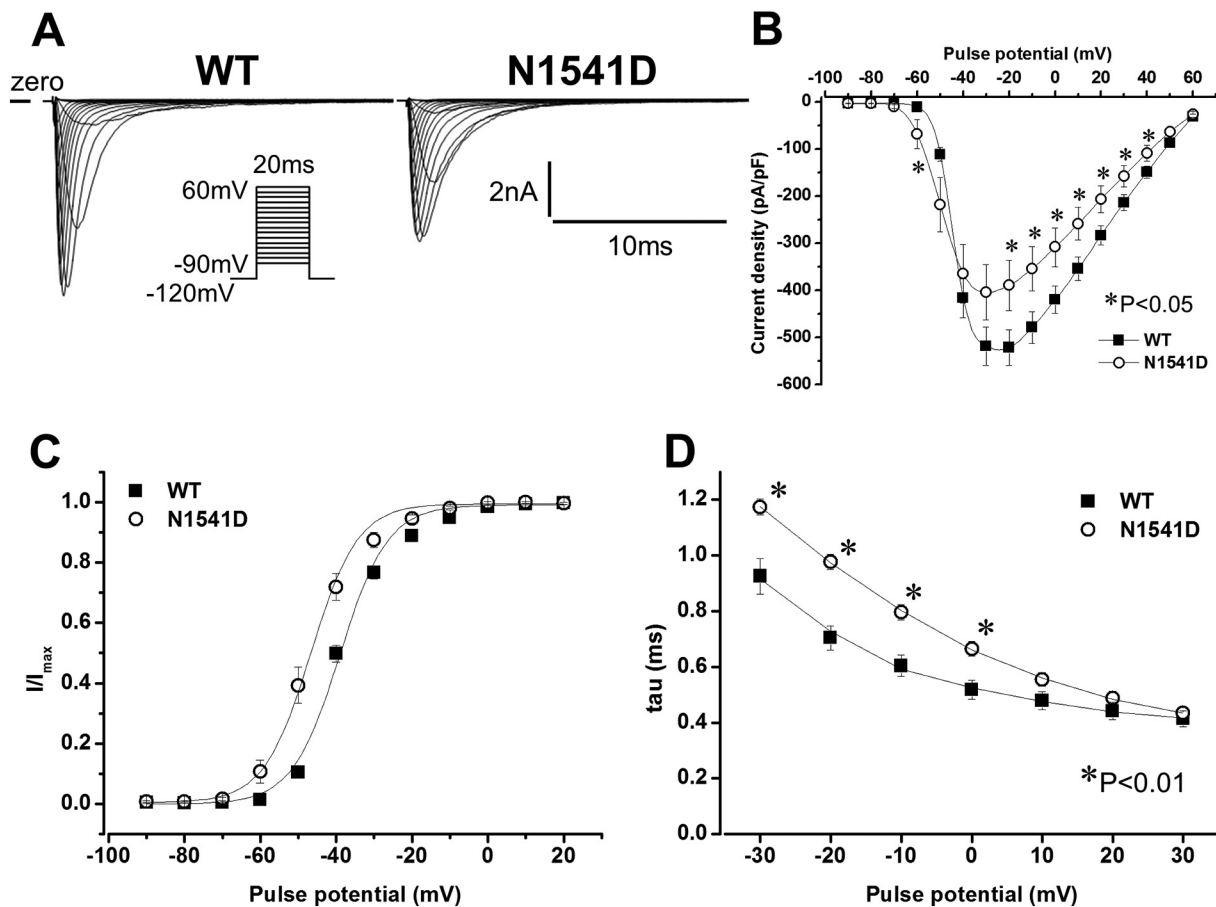 A
WT
N1541D
zero
20ms
60mV
-90mV
-120mV
2nA
10ms
B
Pulse potential (mV)
-100 -80 -60 -40 -20 0 20 40 60
Current density (pA/pF)
0
-100
-200
-300
-400
-500
-600
* * * * * * * *
*P<0.05
WT
N1541D
C
WT
N1541D
I/Imax
1.0
0.8
0.6
0.4
0.2
0.0
-100 -80 -60 -40 -20 0 20
Pulse potential (mV)
D
WT
N1541D
tau (ms)
1.2
1.0
0.8
0.6
0.4
0.2
0.0
* * * *
*P<0.01
-30 -20 -10 0 10 20 30
Pulse potential (mV)